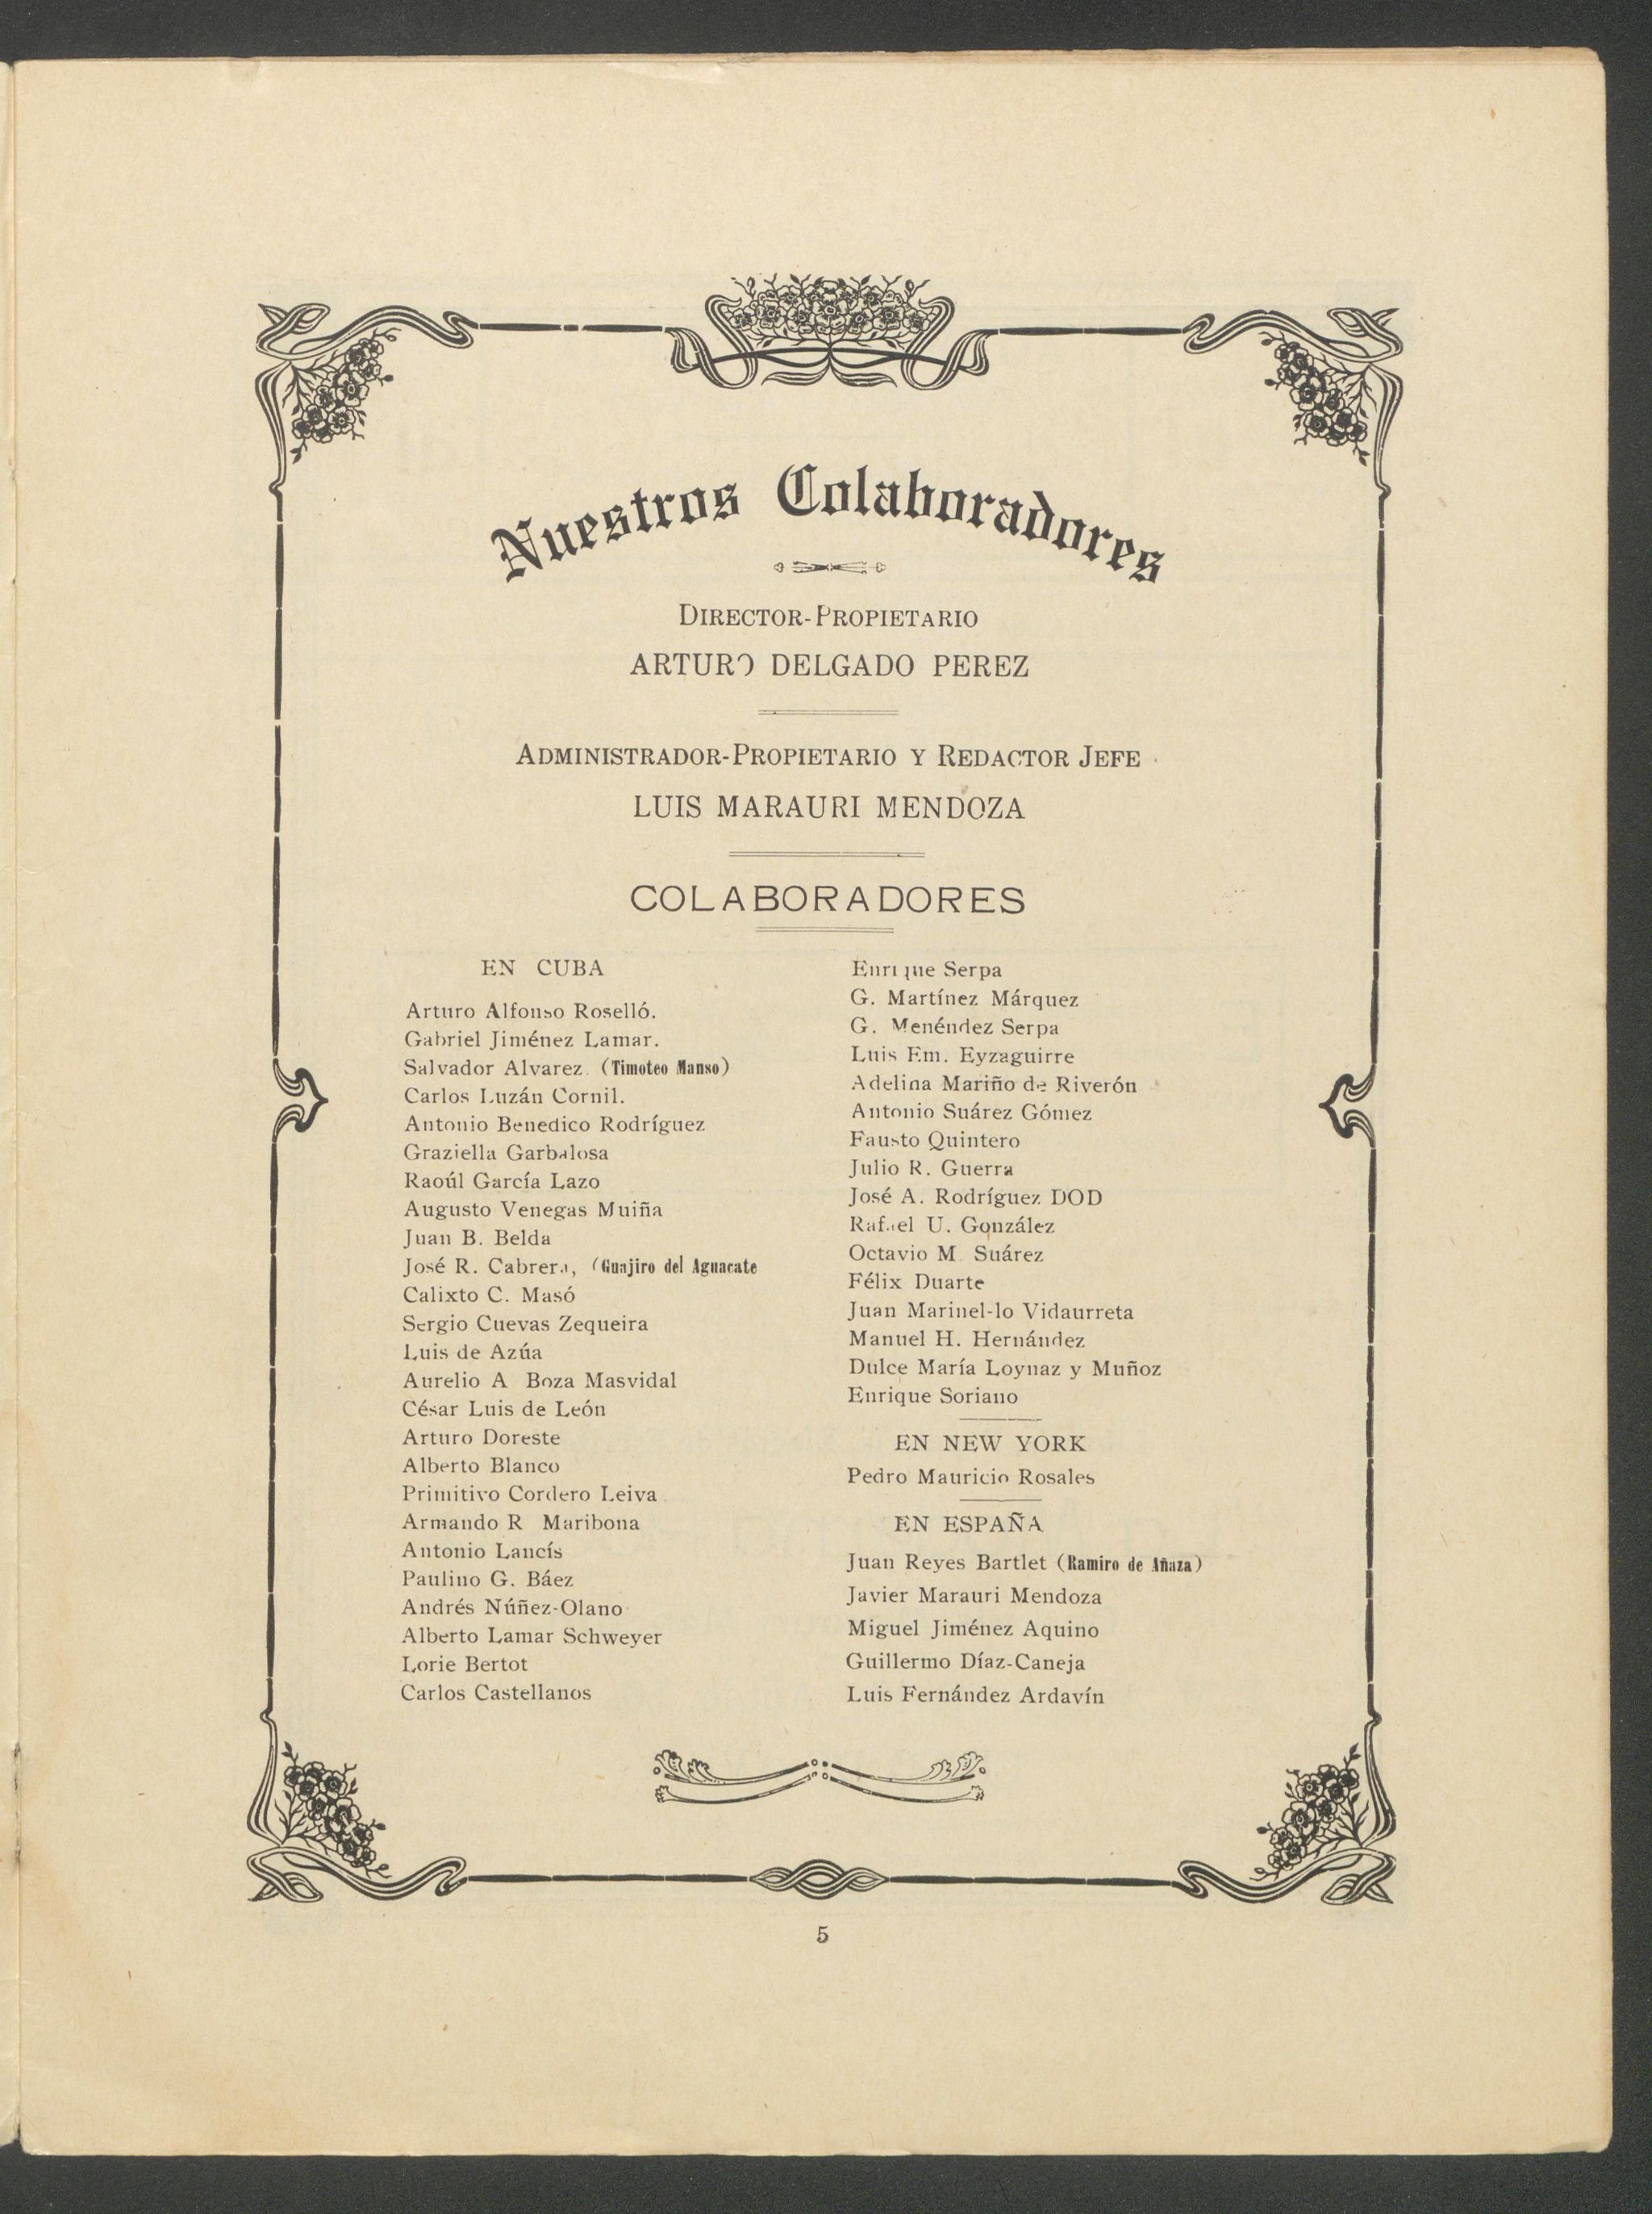 Nuestros Colaboradores
DIRECTOR-PROPIETARIO
ARTURO DELGADO PEREZ
ADMINISTRADOR-PROPIETARIO Y REDACTOR JEFE
LUIS MARAURI MENDOZA
COLABORADORES
EN CUBA
Arturo Alfonso Roselló.
Gabriel Jiménez Lamar.
Salvador Alvarez. (Timoteo Manso)
Carlos Luzán Cornil.
Antonio Benedico Rodríguez
Graziella Garbalosa
Raoúl García Lazo
Augusto Venegas Muiña
Juan B. Belda
José R. Cabrera, (Guajiro del Aguacate
Calixto C. Masó
Sergio Cuevas Zequeira
Luis de Azúa
Aurelio A Boza Masvidal
César Luis de León
Arturo Doreste
Alberto Blanco
Primitivo Cordero Leiva
Armando R Maribona
Antonio Lancís
Paulino G. Báez
Andrés Núñez-Olano
Alberto Lamar Schweyer
Lorie Bertot
Carlos Castellanos
Enrique Serpa
G. Martínez Márquez
G. Menéndez Serpa
Luis Em. Eyzaguirre
Adelina Mariño de Riverón
Antonio Suárez Gómez
Fausto Quintero
Julio R. Guerra
José A. Rodríguez DOD
Rafael U. González
Octavio M. Suárez
Félix Duarte
Juan Marinel-lo Vidaurreta
Manuel H. Hernández
Dulce María Loynaz y Muñoz
Enrique Soriano
EN NEW YORK
Pedro Mauricio Rosales
EN ESPAÑA
Juan Reyes Bartlet (Ramiro de Añaza)
Javier Marauri Mendoza
Miguel Jiménez Aquino
Guillermo Díaz-Caneja
Luis Fernández Ardavín
5